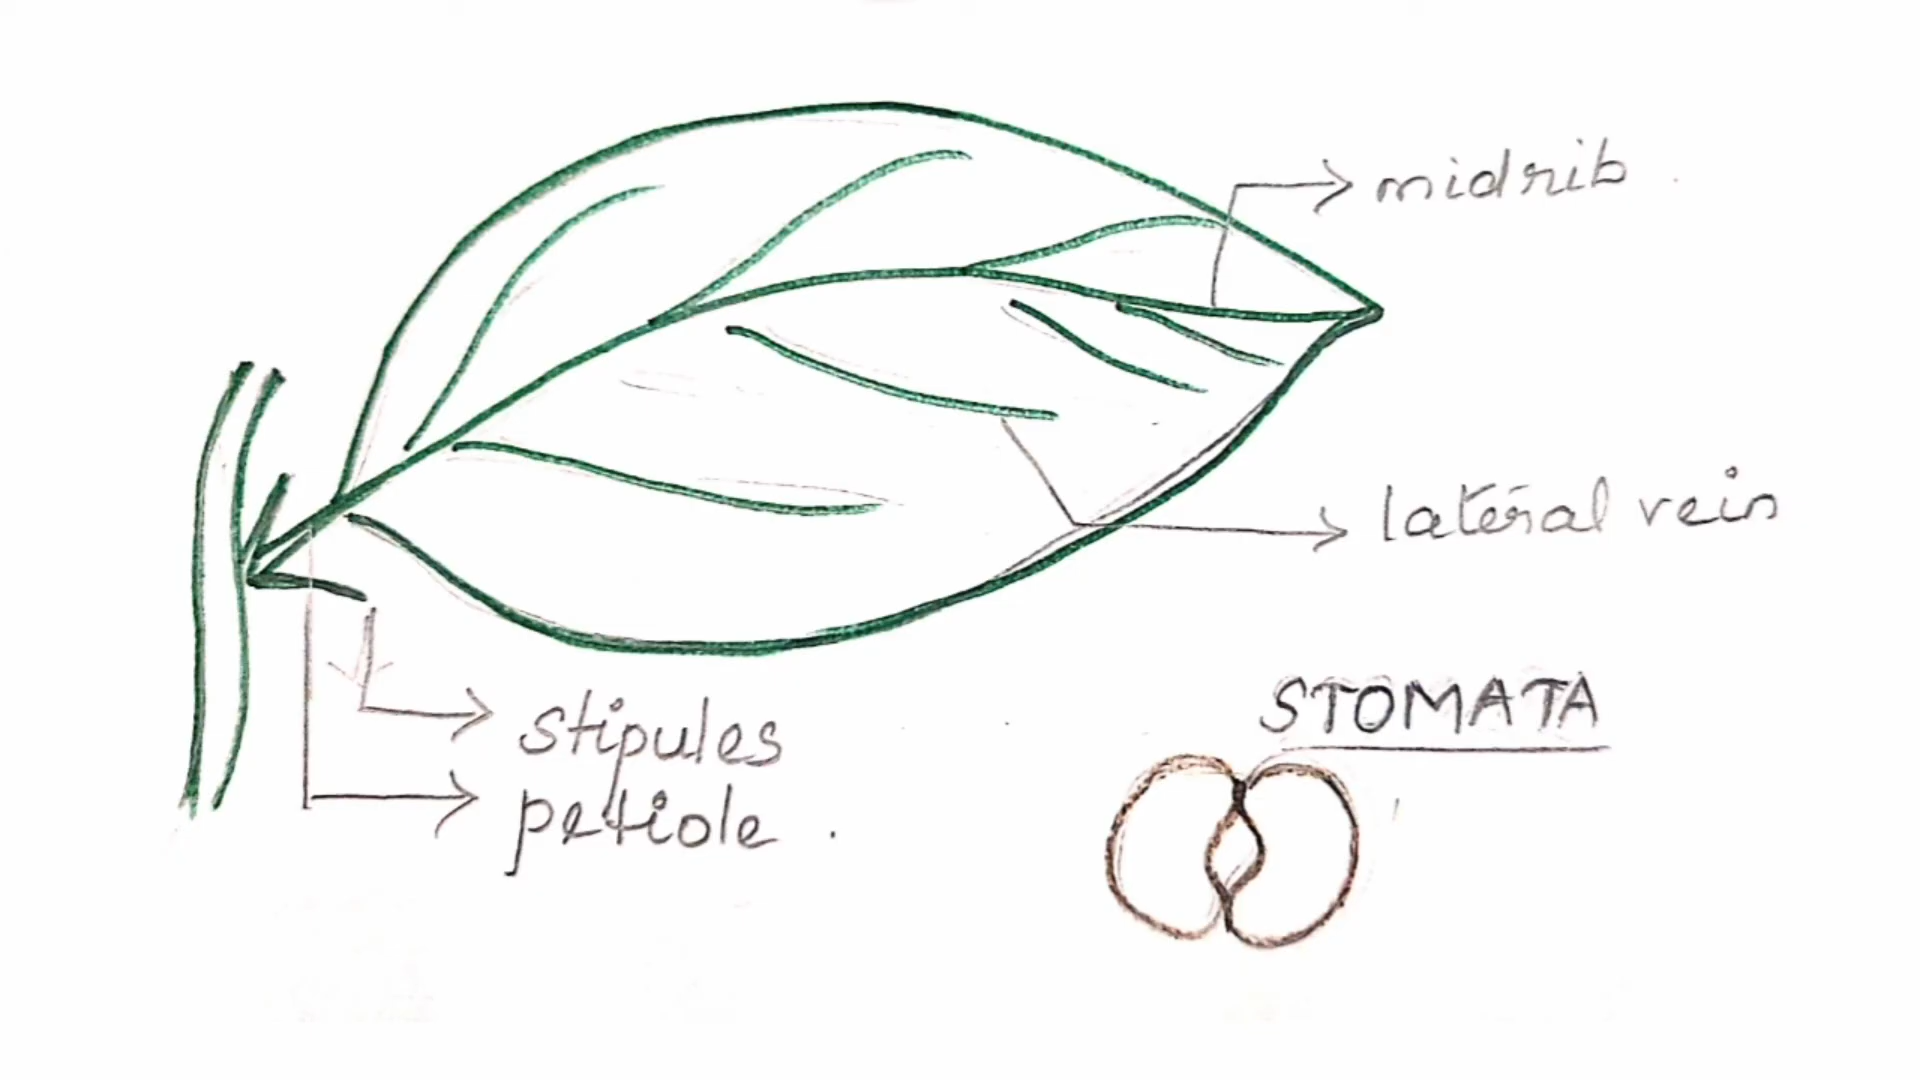 midrib
lateral vein
STOMATA
stipules
petiole